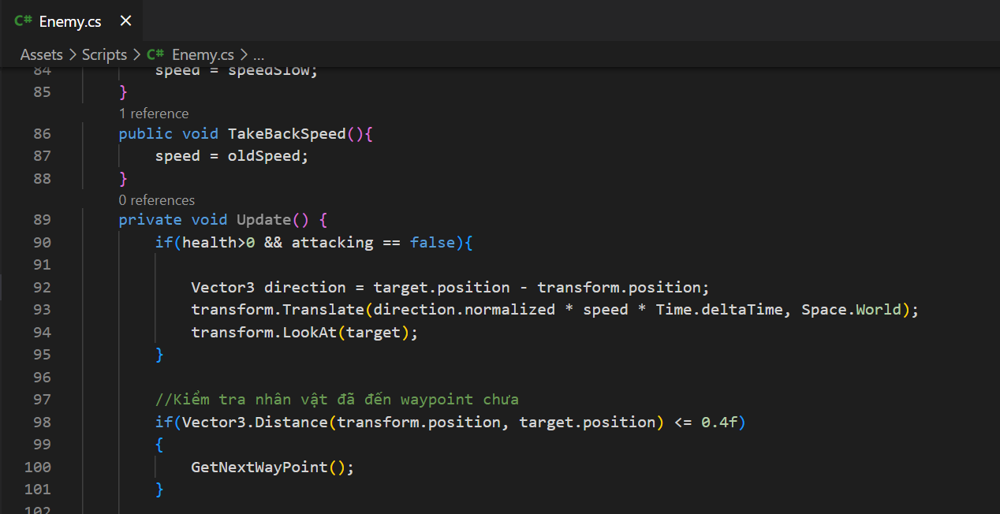 C# Enemy.cs ×
Assets > Scripts > C# Enemy.cs > ...
84 speed = speedSlow;
85 }
1 reference
86 public void TakeBackSpeed(){
87 speed = oldSpeed;
88 }
0 references
89 private void Update() {
90 if(health>0 && attacking == false){
91
92 Vector3 direction = target.position - transform.position;
93 transform.Translate(direction.normalized * speed * Time.deltaTime, Space.World);
94 transform.LookAt(target);
95 }
96
97 //Kiểm tra nhân vật đã đến waypoint chưa
98 if(Vector3.Distance(transform.position, target.position) <= 0.4f)
99 {
100 GetNextWayPoint();
101 }
102